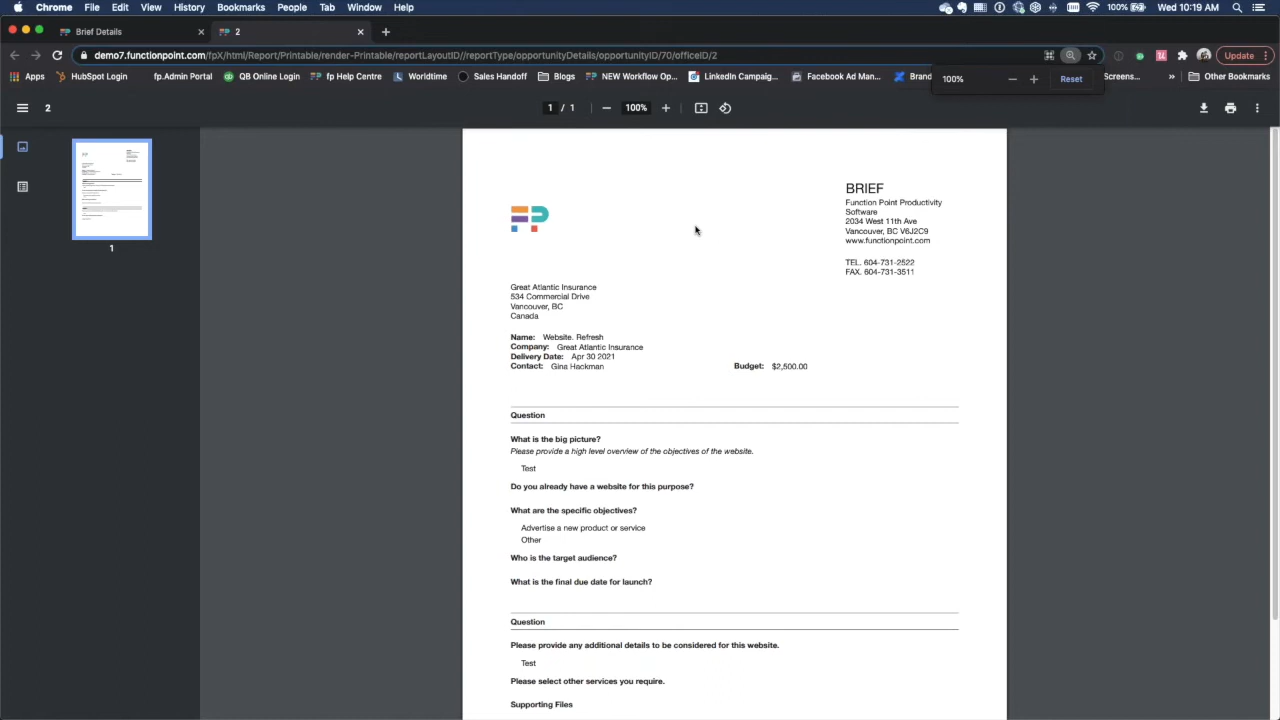 Chrome File Edit View History Bookmarks People Tab Window Help
Brief Details
2
demo7.functionpoint.com/fpX/html/Report/Printable/render-Printable/reportLayoutID//reportType/opportunityDetails/opportunityID/70/officeID/2
Update
Apps HubSpot Login fp.Admin Portal QB Online Login fp Help Centre Worldtime Sales Handoff Blogs NEW Workflow Op... LinkedIn Campaig... Facebook Ad Man... Brand Screens... » Other Bookmarks
100% Reset
2
1 / 1
100%
1
BRIEF
Function Point Productivity
Software
2034 West 11th Ave
Vancouver, BC V6J2C9
www.functionpoint.com
TEL. 604-731-2522
FAX. 604-731-3511
Great Atlantic Insurance
534 Commercial Drive
Vancouver, BC
Canada
Name: Website. Refresh
Company: Great Atlantic Insurance
Delivery Date: Apr 30 2021
Contact: Gina Hackman
Budget: $2,500.00
Question
What is the big picture?
Please provide a high level overview of the objectives of the website.
Test
Do you already have a website for this purpose?
What are the specific objectives?
Advertise a new product or service
Other
Who is the target audience?
What is the final due date for launch?
Question
Please provide any additional details to be considered for this website.
Test
Please select other services you require.
Supporting Files